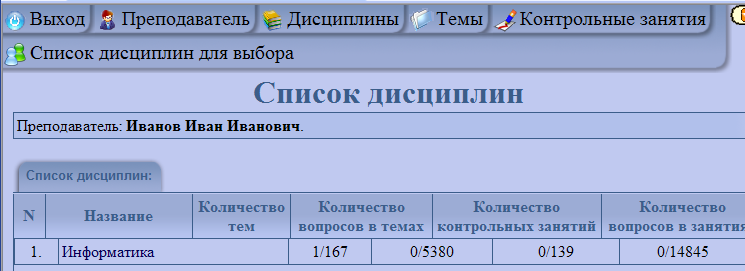 Выход Преподаватель Дисциплины Темы Контрольные занятия
Список дисциплин для выбора
Список дисциплин
Преподаватель: Иванов Иван Иванович.
Список дисциплин:
N Название Количество тем Количество вопросов в темах Количество контрольных занятий Количество вопросов в занятия
1. Информатика 1/167 0/5380 0/139 0/14845